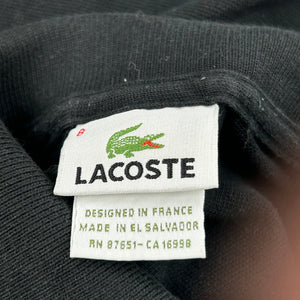 LACOSTE
DESIGNED IN FRANCE
MADE IN EL SALVADOR
RN 87651-CA 16998